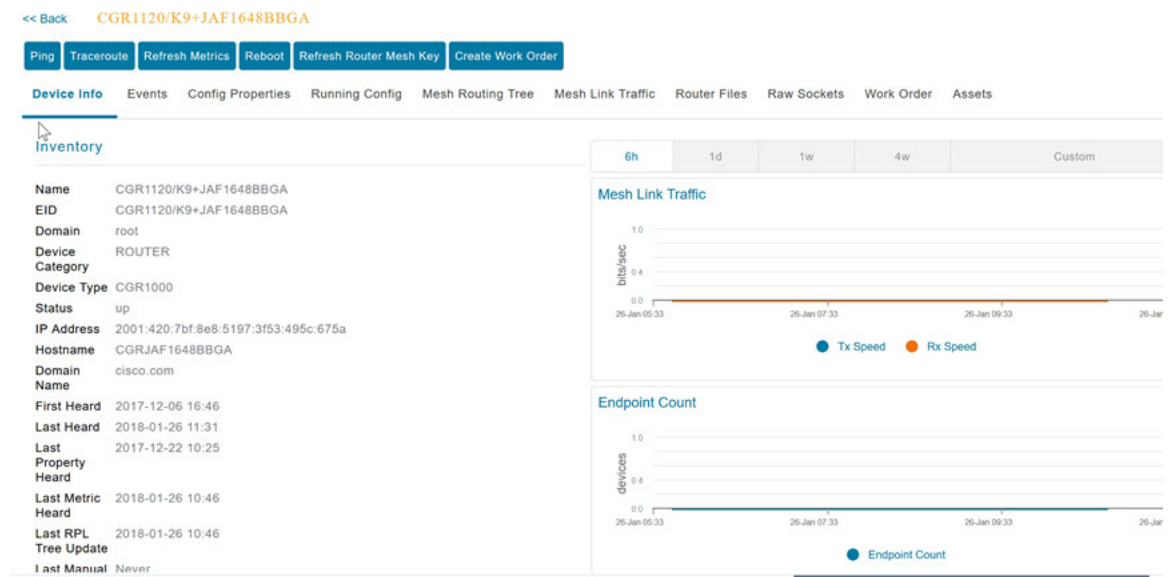 << Back CGR1120/K9+JAF1648BBGA
Ping Traceroute Refresh Metrics Reboot Refresh Router Mesh Key Create Work Order
Device Info Events Config Properties Running Config Mesh Routing Tree Mesh Link Traffic Router Files Raw Sockets Work Order Assets
Inventory
Name CGR1120/K9+JAF1648BBGA
EID CGR1120/K9+JAF1648BBGA
Domain root
Device
Category
ROUTER
Device Type CGR1000
Status up
IP Address 2001:420:7bf:8e8:5197:3f53:495c:675a
Hostname CGRJAF1648BBGA
Domain
Name
cisco.com
First Heard 2017-12-06 16:46
Last Heard 2018-01-26 11:31
Last
Property
Heard
2017-12-22 10:25
Last Metric
Heard
2018-01-26 10:46
Last RPL
Tree Update
2018-01-26 10:46
Last Manual Never
6h 1d 1w 4w Custom
Mesh Link Traffic
bits/sec
1.0
0.4
0.0
26-Jan 05:33 26-Jan 07:33 26-Jan 09:33 26-Jan
Tx Speed Rx Speed
Endpoint Count
devices
1.0
0.4
0.0
26-Jan 05:33 26-Jan 07:33 26-Jan 09:33 26-Jan
Endpoint Count